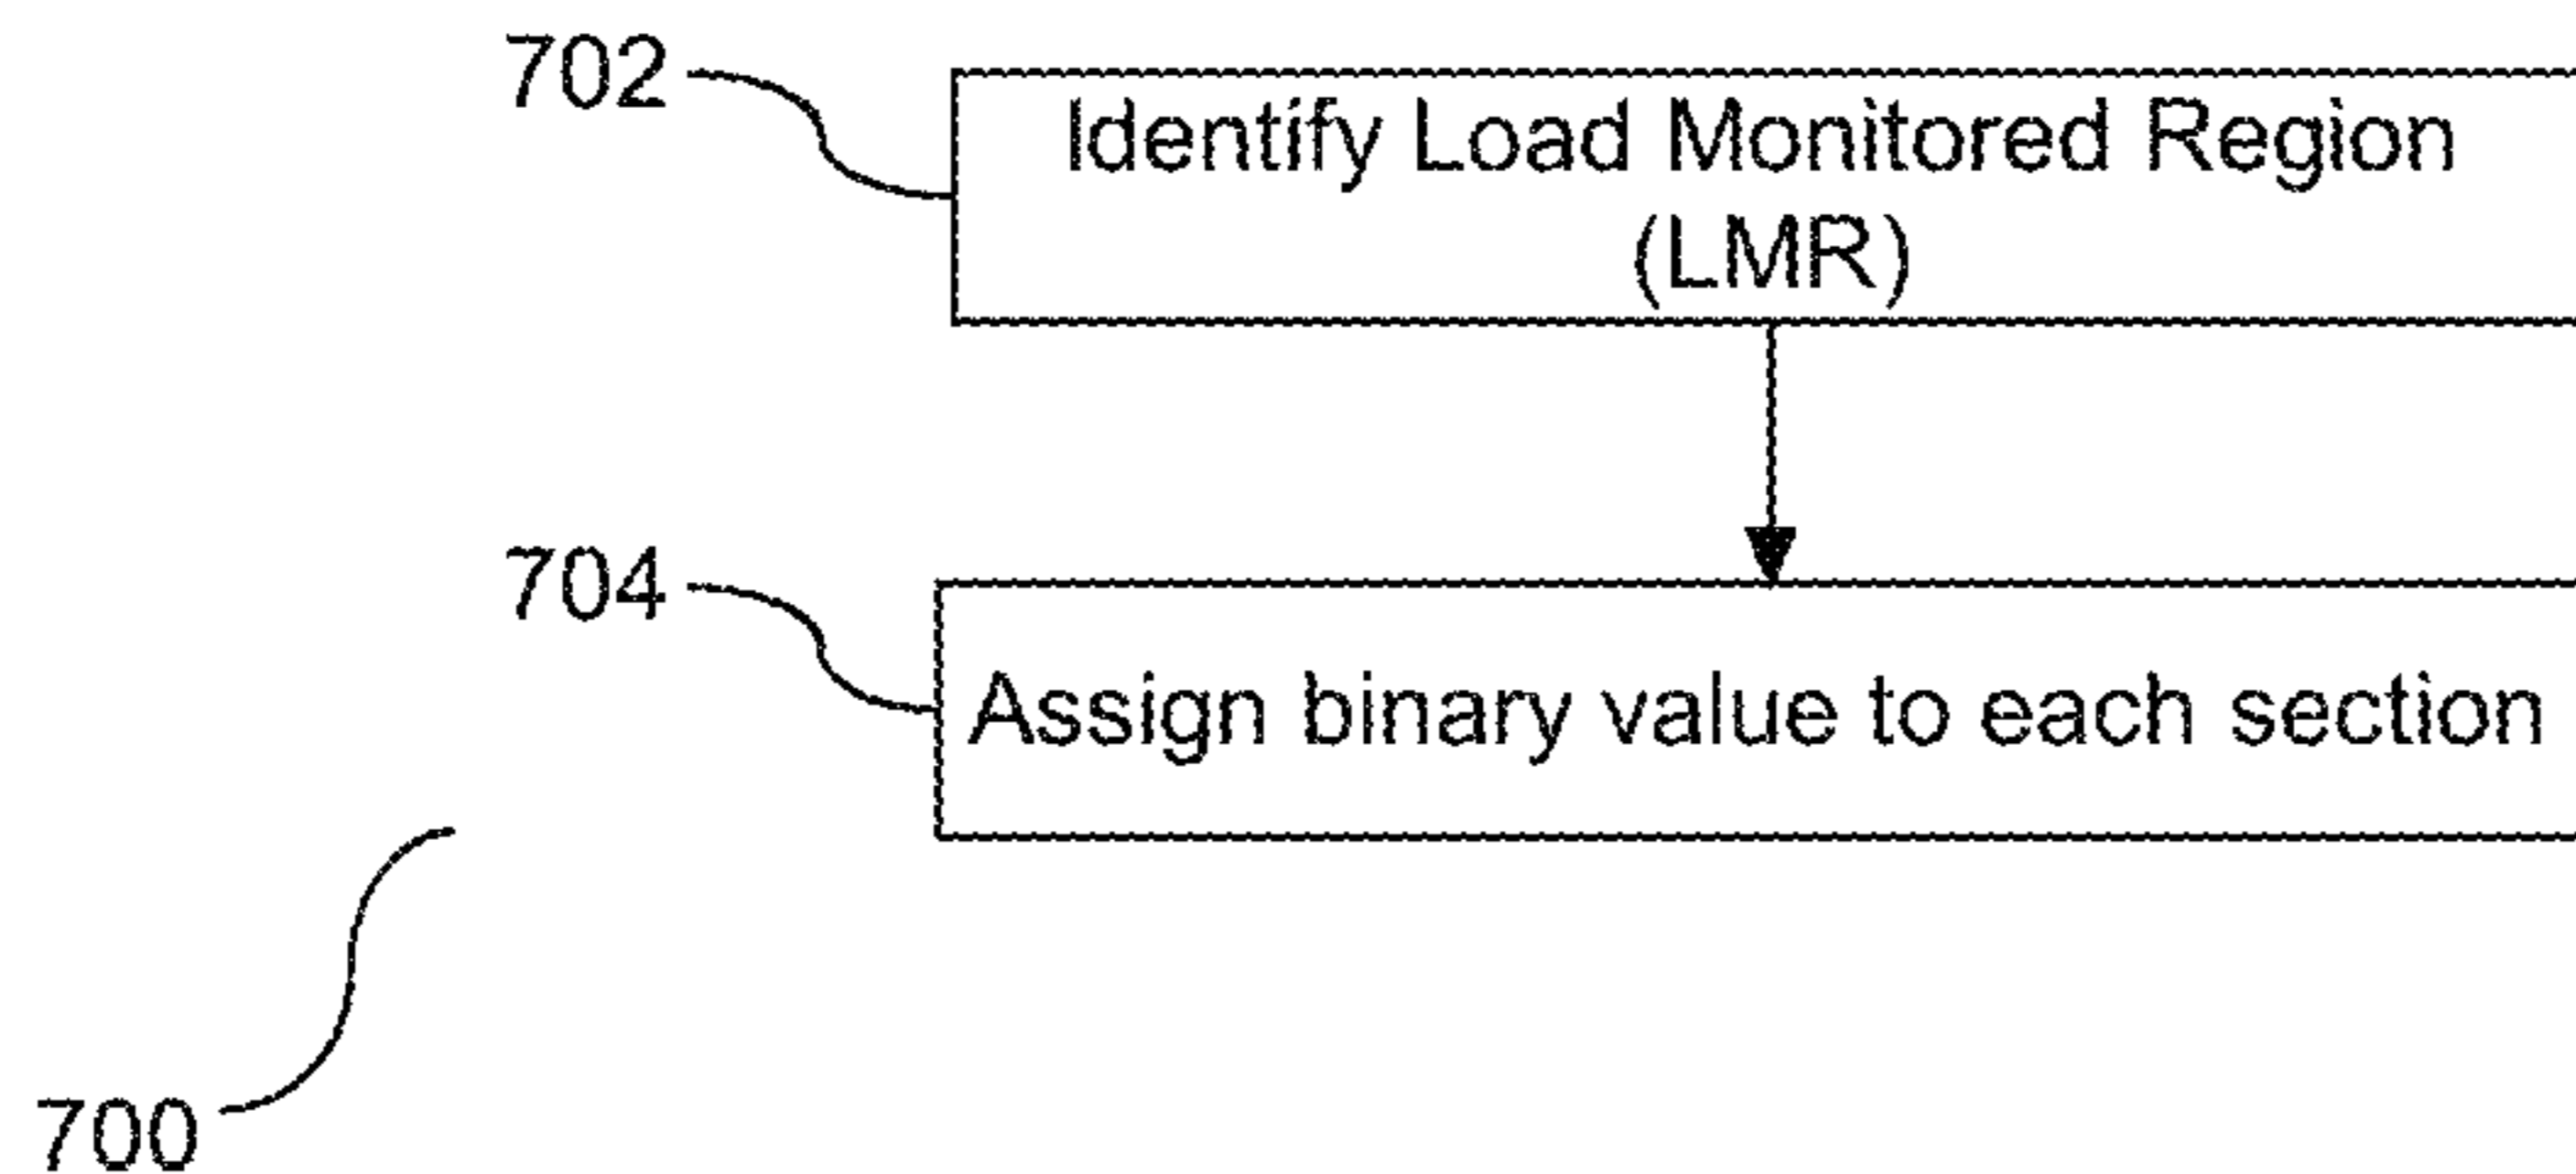 702
Identify Load Monitored Region
(LMR)
704
Assign binary value to each section
700